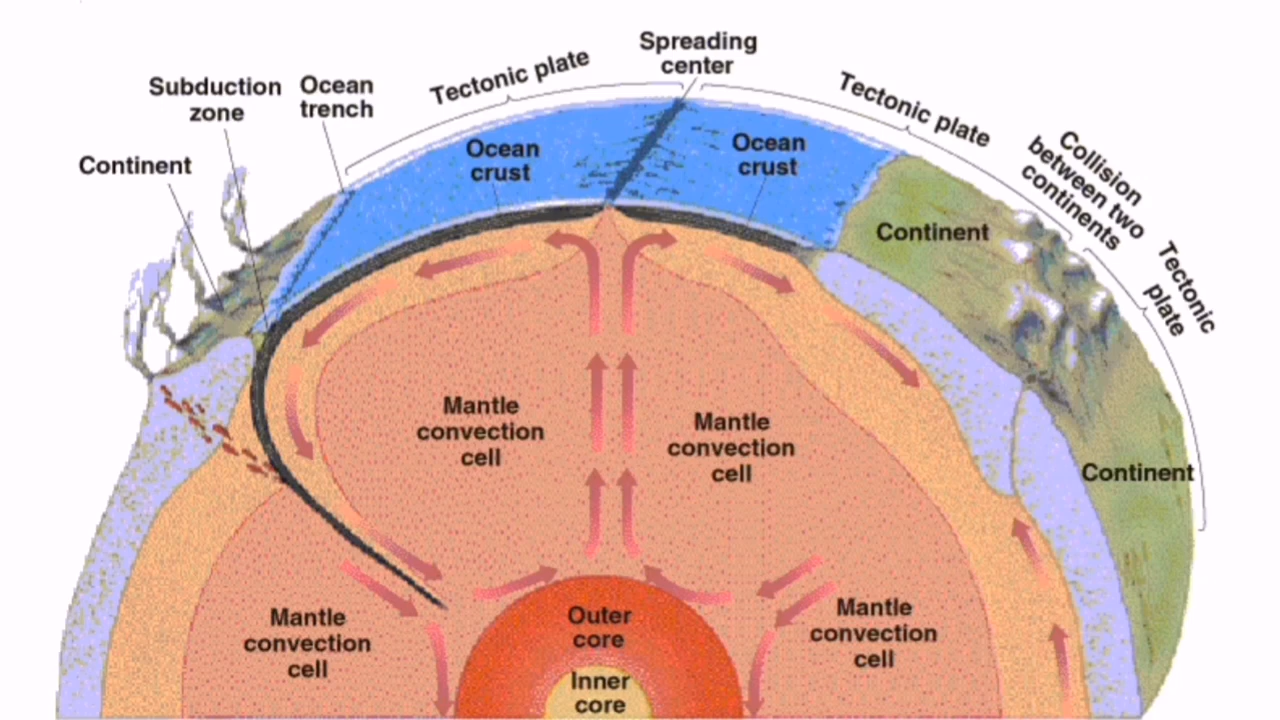 Spreading
center
Tectonic plate
Subduction
zone
Ocean
trench
Tectonic plate
Continent
Ocean
crust
Ocean
crust
Collision
between two
continents
Continent
Tectonic
plate
Mantle
convection
cell
Mantle
convection
cell
Continent
Mantle
convection
cell
Outer
core
Mantle
convection
cell
Inner
core